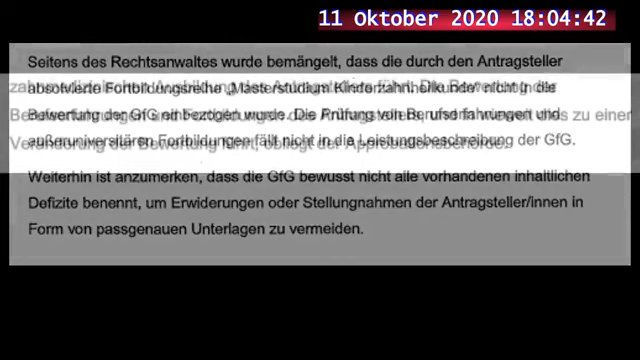 11 Oktober 2020 18:04:42
Seitens des Rechtsanwaltes wurde bemängelt, dass die durch den Antragsteller
absolvierte Fortbildungsreihe „Masterstudium Kinderzahnheilkunde“ nicht in die
Bewertung der GfG einbezogen wurde. Die Prüfung von Berufserfahrungen und
außeruniversitären Fortbildungen fällt nicht in die Leistungsbeschreibung der GfG.
Weiterhin ist anzumerken, dass die GfG bewusst nicht alle vorhandenen inhaltlichen
Defizite benennt, um Erwiderungen oder Stellungnahmen der Antragsteller/innen in
Form von passgenauen Unterlagen zu vermeiden.